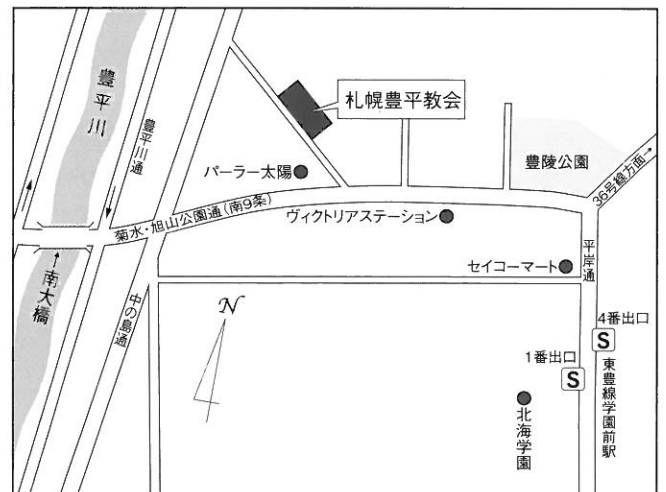 札幌豊平教会
豊平川
豊平川通
パーラー太陽
豊陵公園
36号線方面→
菊水・旭山公園通(南9条)
ヴィクトリアステーション
セイコーマート
平岸通
←南大橋
中の島通
N
4番出口
S
1番出口
S
東豊線学園前駅
北海学園